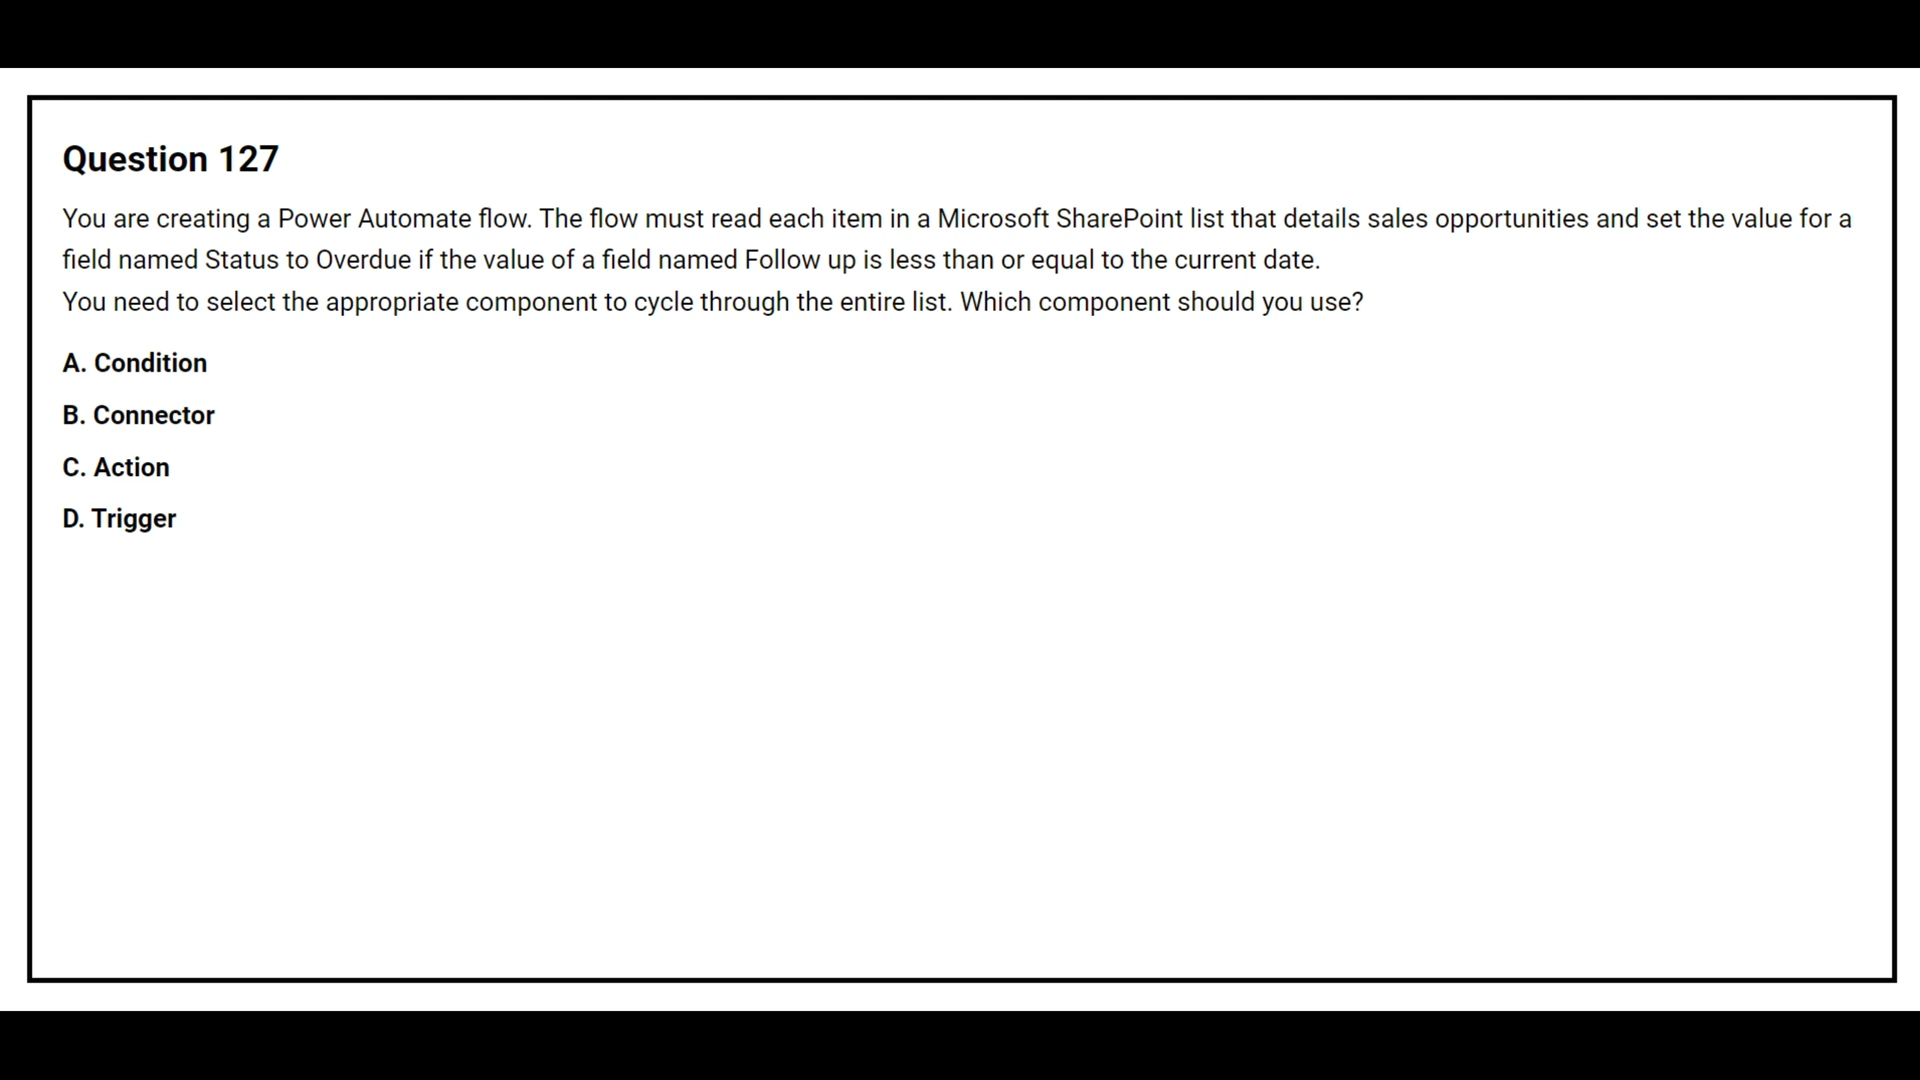 Question 127
You are creating a Power Automate flow. The flow must read each item in a Microsoft SharePoint list that details sales opportunities and set the value for a
field named Status to Overdue if the value of a field named Follow up is less than or equal to the current date.
You need to select the appropriate component to cycle through the entire list. Which component should you use?
A. Condition
B. Connector
C. Action
D. Trigger